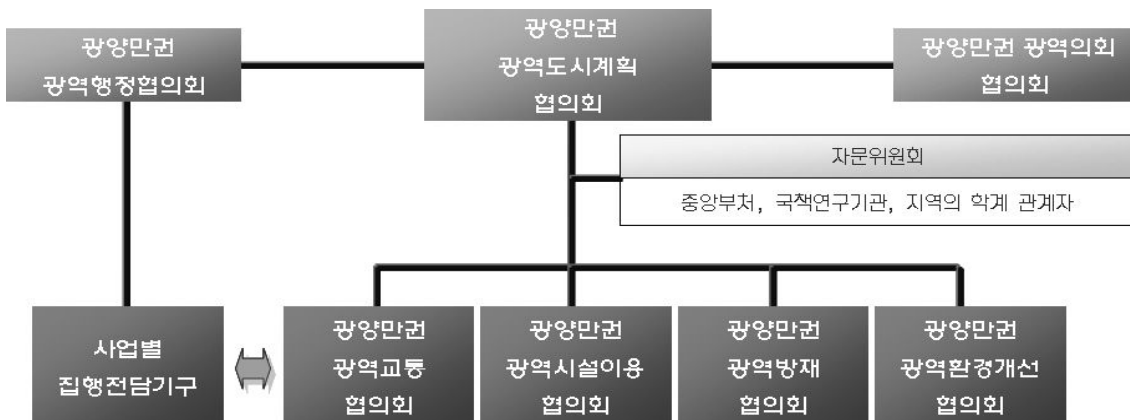 광양만권
광역행정협의회
광양만권
광역도시계획
협의회
광양만권 광역의회
협의회
자문위원회
중앙부처, 국책연구기관, 지역의 학계 관계자
사업별
집행전담기구
광양만권
광역교통
협의회
광양만권
광역시설이용
협의회
광양만권
광역방재
협의회
광양만권
광역환경개선
협의회